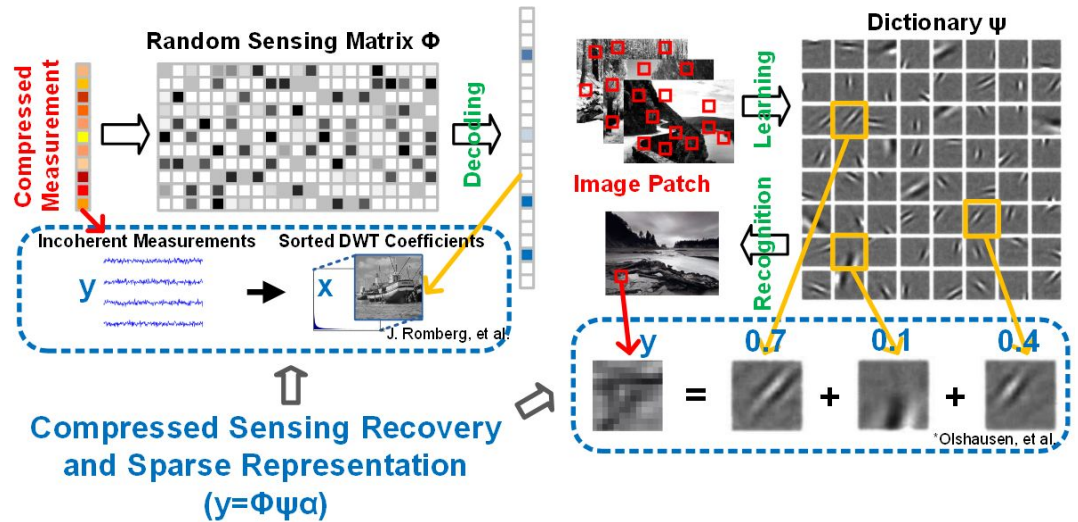 Random Sensing Matrix Φ
Compressed
Measurement
Decoding
Incoherent Measurements
Sorted DWT Coefficients
y
x
J. Romberg, et al.
Dictionary ψ
Learning
Image Patch
Recognition
y
0.7
0.1
0.4
=
+
+
*Olshausen, et al.
Compressed Sensing Recovery
and Sparse Representation
(y=Φψα)